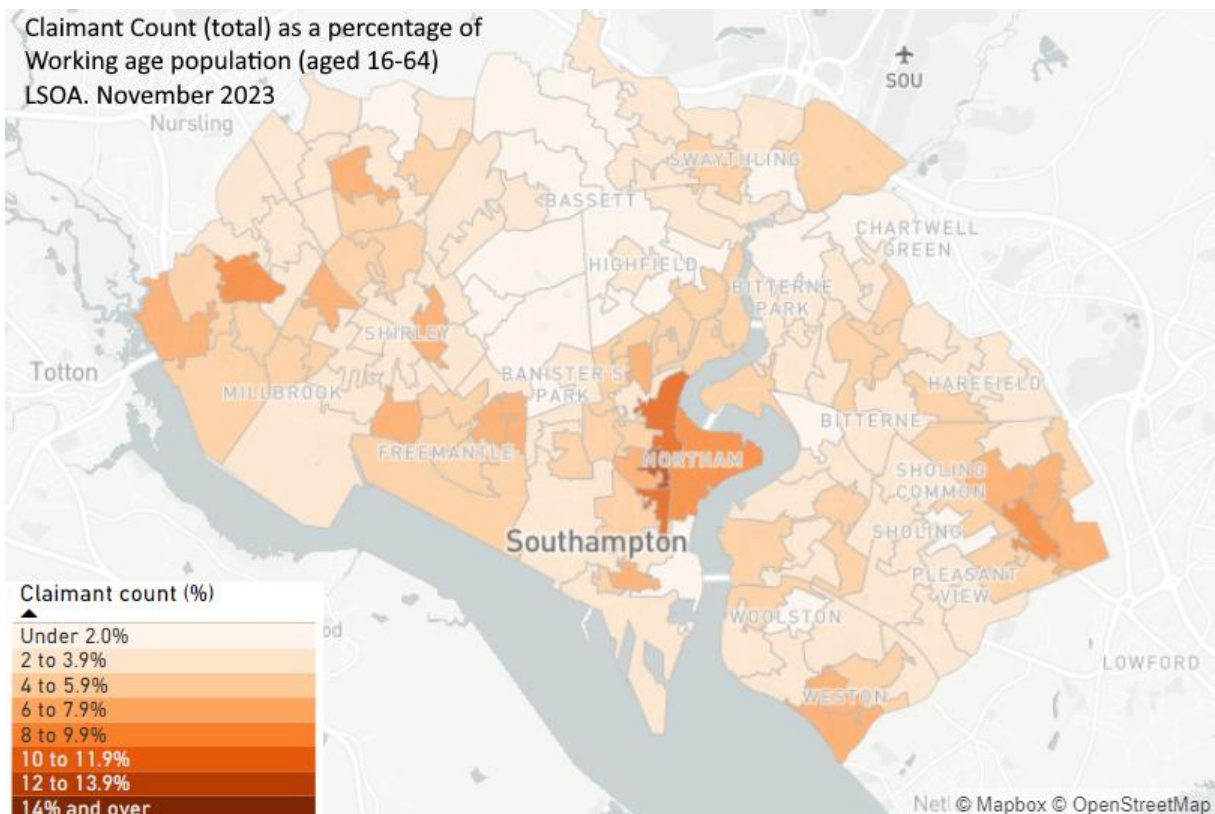 Claimant Count (total) as a percentage of
Working age population (aged 16-64)
LSOA. November 2023
SOU
Nursling
SWAYTHLING
BASSETT
CHARTWELL
GREEN
HIGHFIELD
BITTERNE
PARK
SHIRLEY
Totton
BANISTER'S
PARK
MILLBROOK
HAREFIELD
BITTERNE
FREEMANTLE
NORTHAM
SHOLING
COMMON
Southampton
SHOLING
PLEASANT
VIEW
WOOLSTON
LOWFORD
WESTON
Claimant count (%)
Under 2.0%
2 to 3.9%
4 to 5.9%
6 to 7.9%
8 to 9.9%
10 to 11.9%
12 to 13.9%
14% and over
© Mapbox © OpenStreetMap